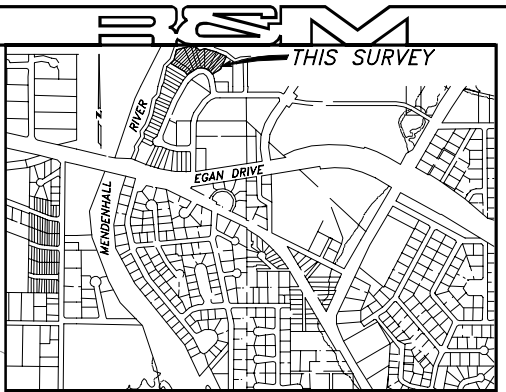 R&M
THIS SURVEY
RIVER
N
EGAN DRIVE
MENDENHALL